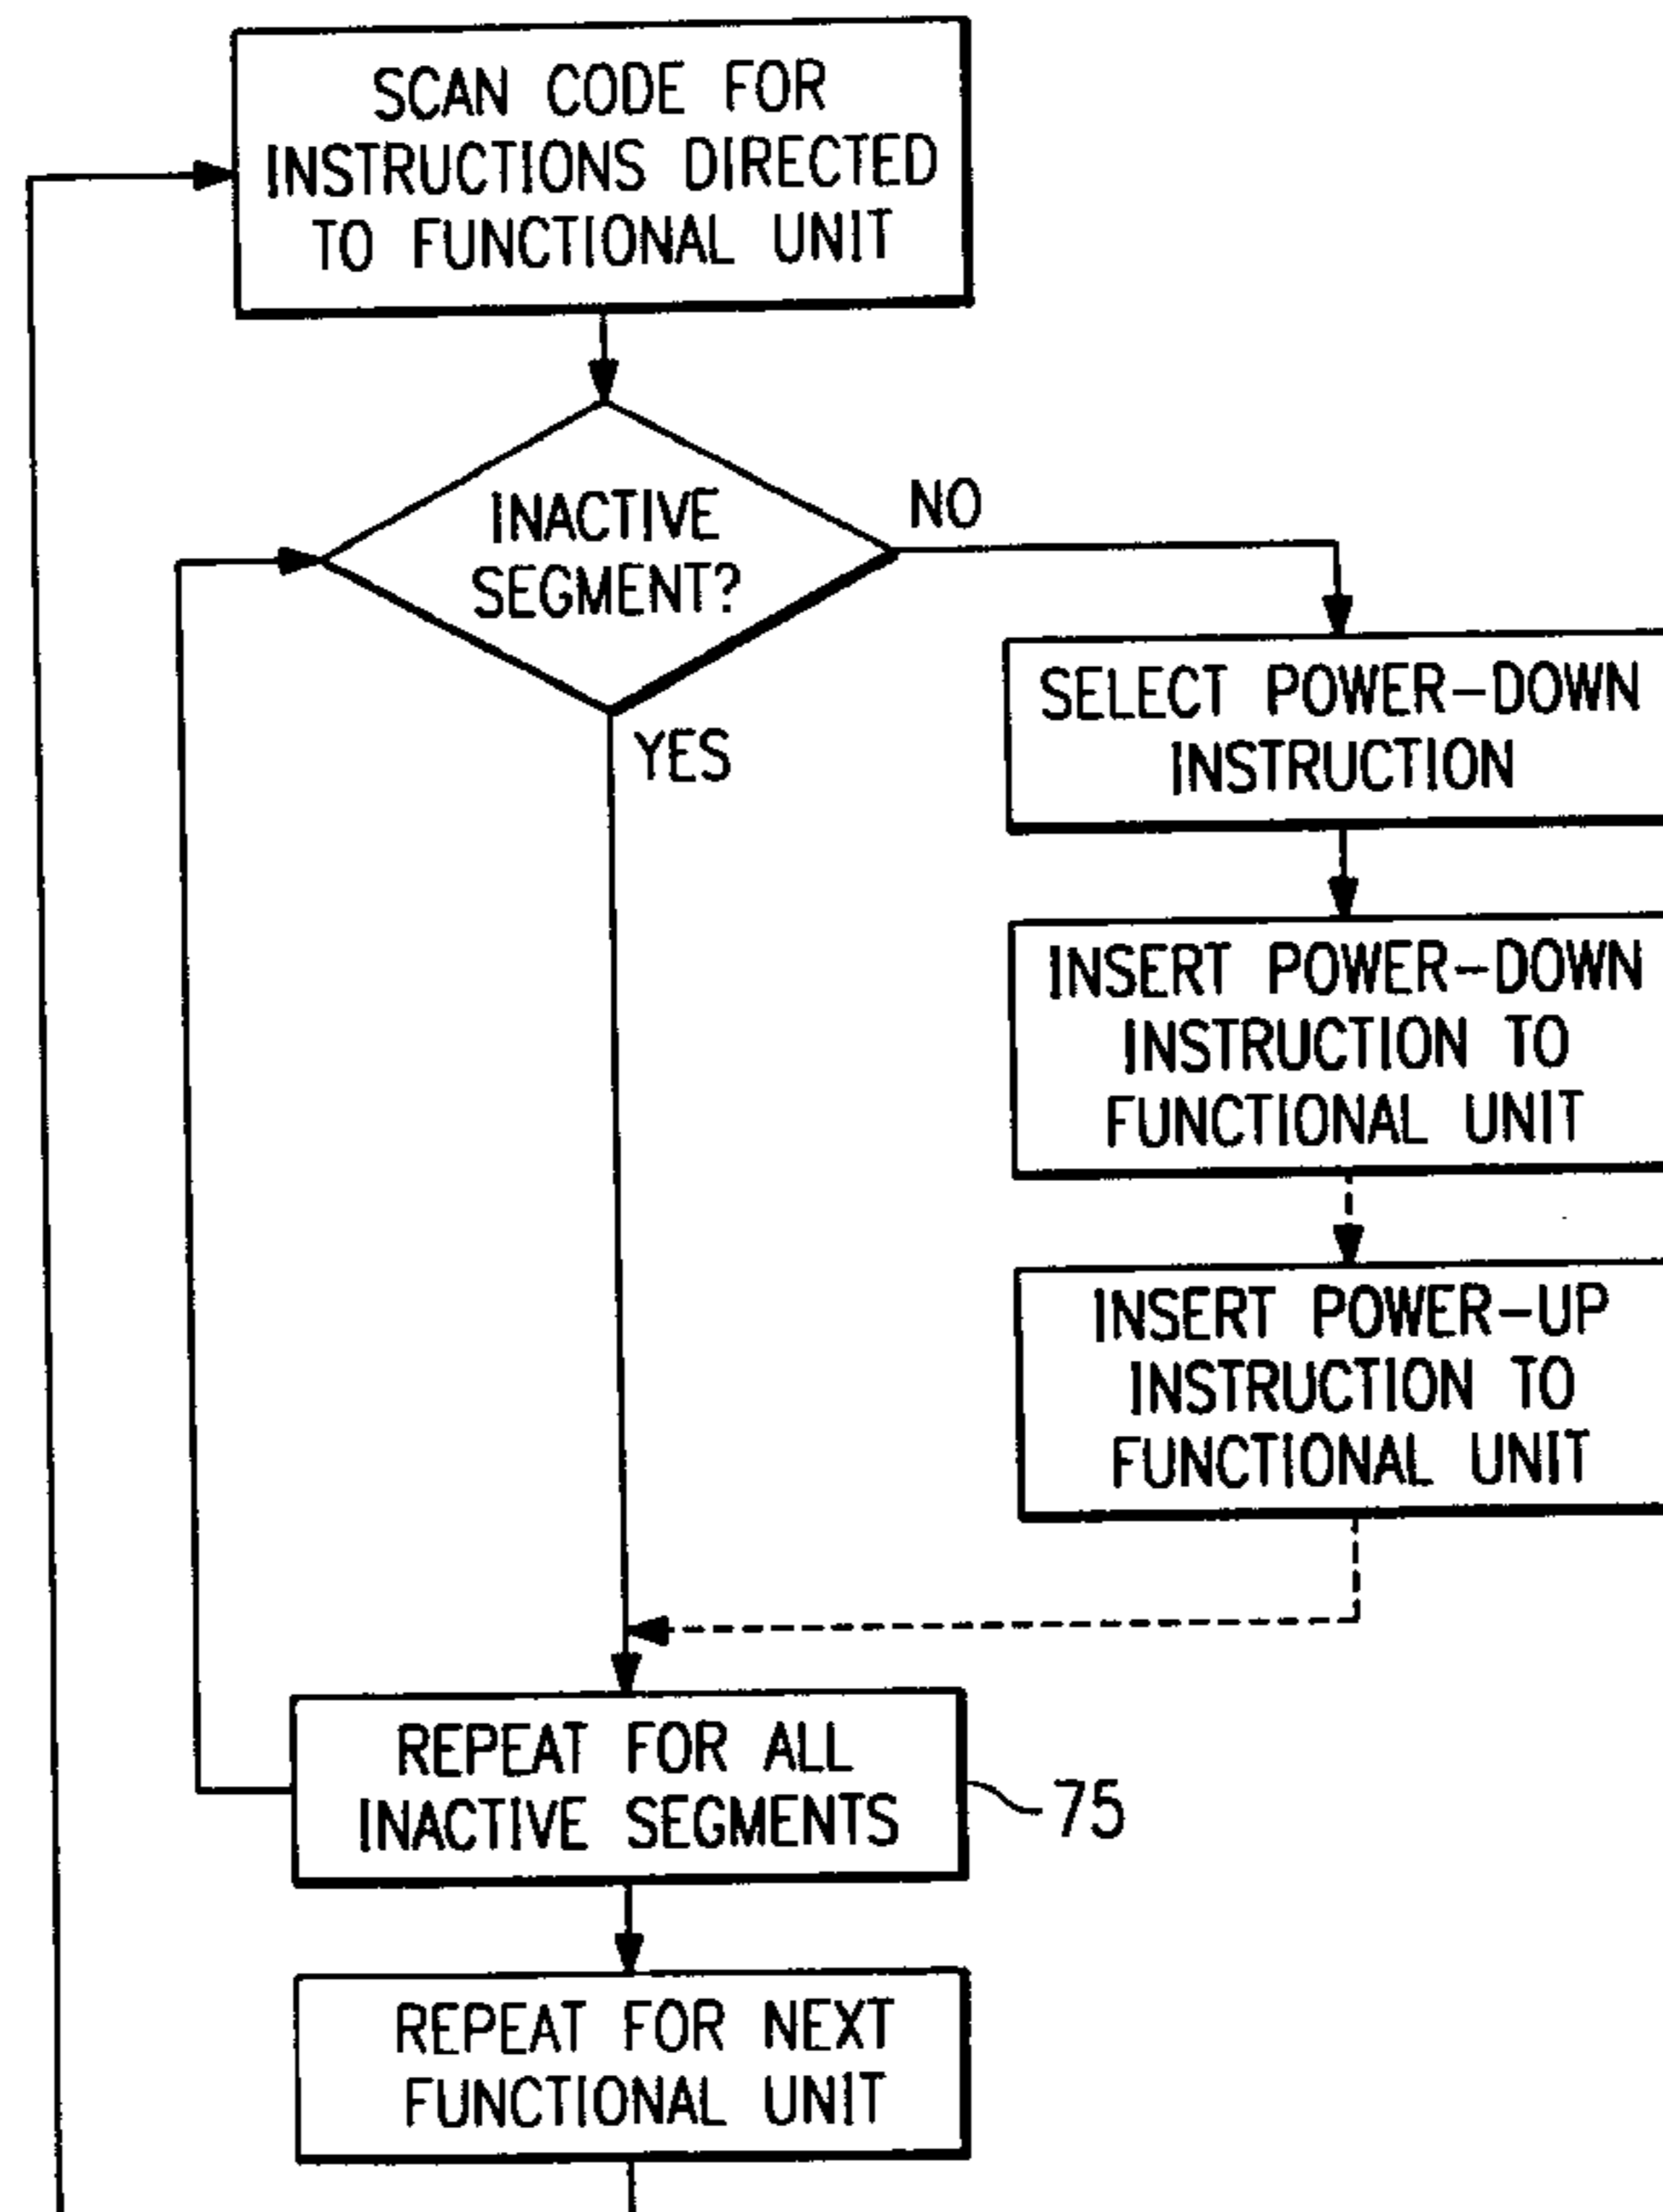 SCAN CODE FOR
INSTRUCTIONS DIRECTED
TO FUNCTIONAL UNIT
INACTIVE
SEGMENT?
NO
YES
SELECT POWER-DOWN
INSTRUCTION
INSERT POWER-DOWN
INSTRUCTION TO
FUNCTIONAL UNIT
INSERT POWER-UP
INSTRUCTION TO
FUNCTIONAL UNIT
REPEAT FOR ALL
INACTIVE SEGMENTS
75
REPEAT FOR NEXT
FUNCTIONAL UNIT